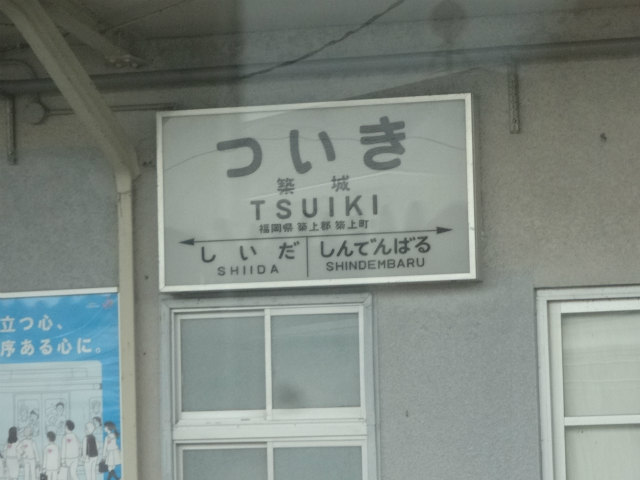 ついき
築城
TSUIKI
福岡県 築上郡 築上町
しいだ
SHIIDA
しんでんばる
SHINDEMBARU
立つ心、
序ある心に。